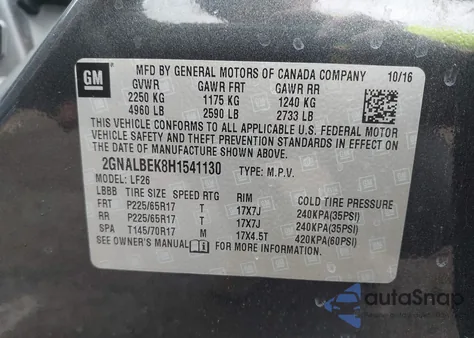 GM
MFD BY GENERAL MOTORS OF CANADA COMPANY 10/16
GVWR GAWR FRT GAWR RR
2250 KG 1175 KG 1240 KG
4960 LB 2590 LB 2733 LB
THIS VEHICLE CONFORMS TO ALL APPLICABLE U.S. FEDERAL MOTOR
VEHICLE SAFETY AND THEFT PREVENTION STANDARDS IN EFFECT ON
THE DATE OF MANUFACTURE SHOWN ABOVE.
2GNALBEK8H1541130 TYPE: M.P.V.
MODEL: LF26
LBBB TIRE SIZE SPEED RTG RIM COLD TIRE PRESSURE
FRT P225/65R17 T 17X7J 240KPA(35PSI)
RR P225/65R17 T 17X7J 240KPA(35PSI)
SPA T145/70R17 M 17X4.5T 420KPA(60PSI)
SEE OWNER'S MANUAL FOR MORE INFORMATION.
autoSnap